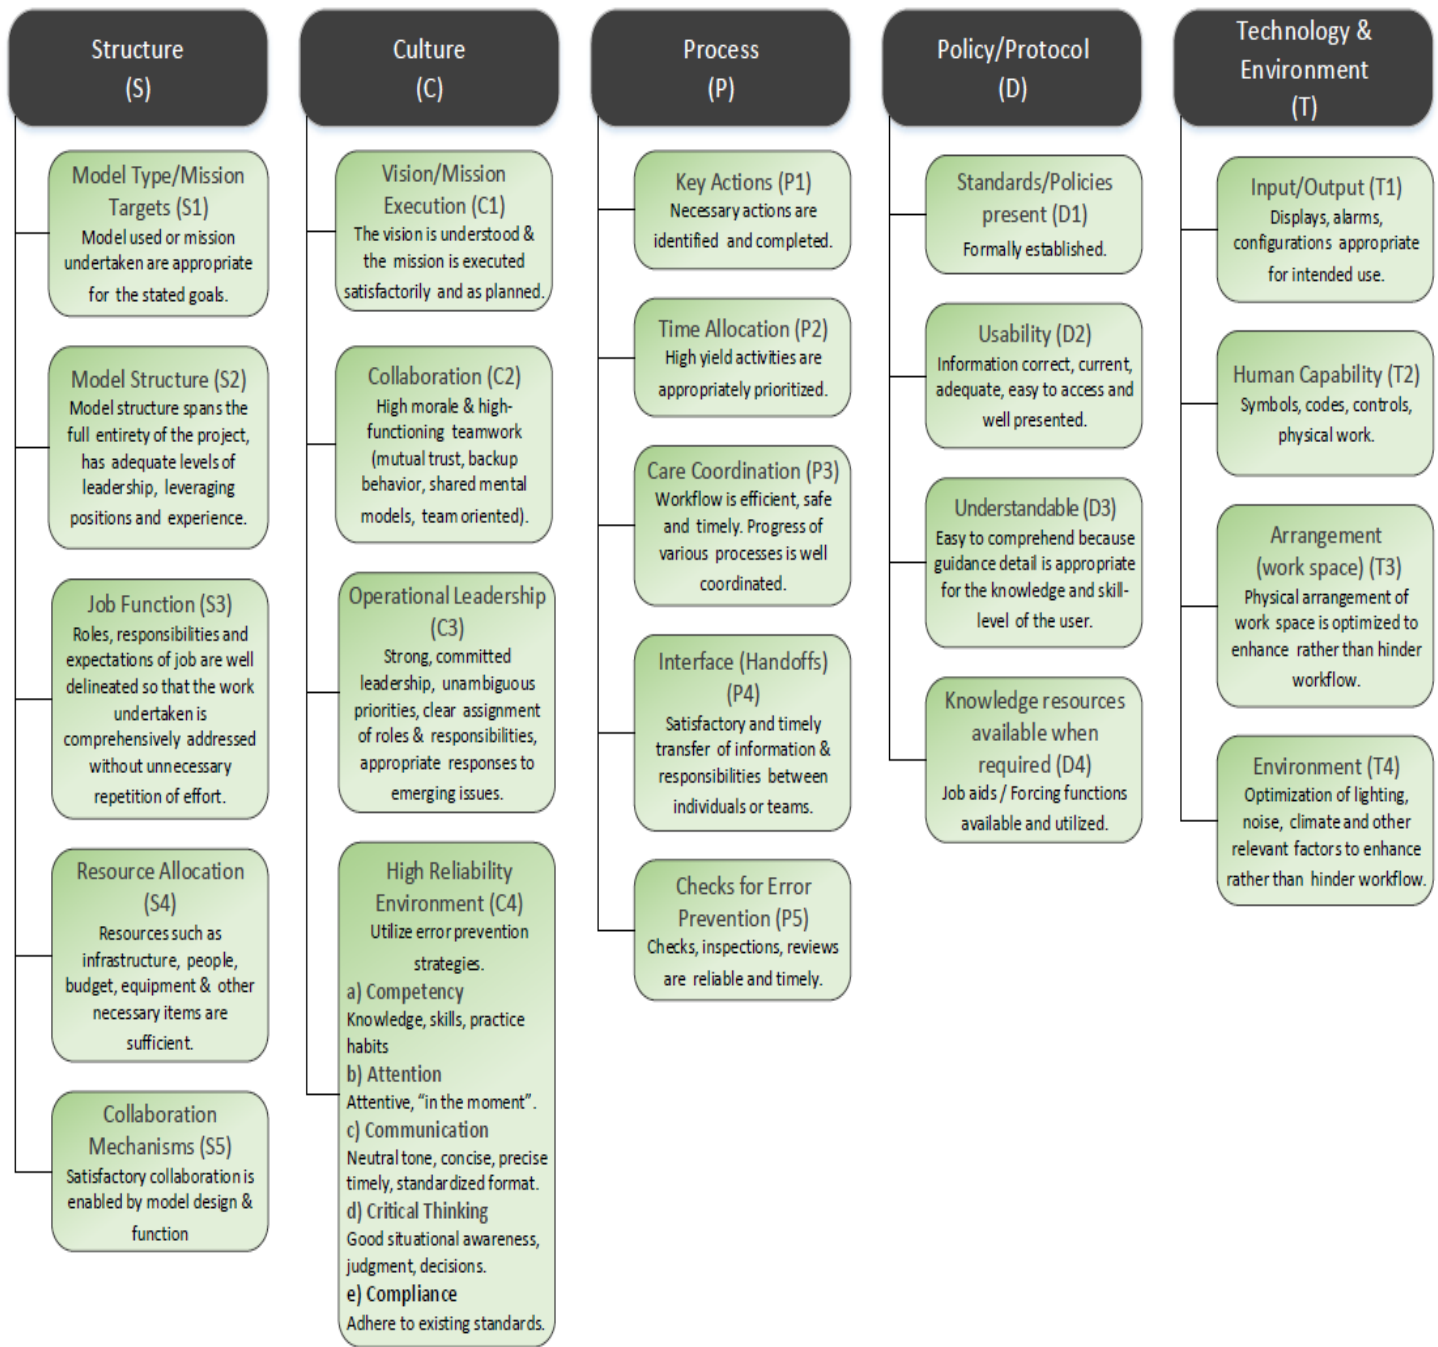 Structure
(S)
Model Type/Mission
Targets (S1)
Model used or mission
undertaken are appropriate
for the stated goals.
Model Structure (S2)
Model structure spans the
full entirety of the project,
has adequate levels of
leadership, leveraging
positions and experience.
Job Function (S3)
Roles, responsibilities and
expectations of job are well
delineated so that the work
undertaken is
comprehensively addressed
without unnecessary
repetition of effort.
Resource Allocation
(S4)
Resources such as
infrastructure, people,
budget, equipment & other
necessary items are
sufficient.
Collaboration
Mechanisms (S5)
Satisfactory collaboration is
enabled by model design &
function
Culture
(C)
Vision/Mission
Execution (C1)
The vision is understood &
the mission is executed
satisfactorily and as planned.
Collaboration (C2)
High morale & high-
functioning teamwork
(mutual trust, backup
behavior, shared mental
models, team oriented).
Operational Leadership
(C3)
Strong, committed
leadership, unambiguous
priorities, clear assignment
of roles & responsibilities,
appropriate responses to
emerging issues.
High Reliability
Environment (C4)
Utilize error prevention
strategies.
a) Competency
Knowledge, skills, practice
habits
b) Attention
Attentive, “in the moment”.
c) Communication
Neutral tone, concise, precise
timely, standardized format.
d) Critical Thinking
Good situational awareness,
judgment, decisions.
e) Compliance
Adhere to existing standards.
Process
(P)
Key Actions (P1)
Necessary actions are
identified and completed.
Time Allocation (P2)
High yield activities are
appropriately prioritized.
Care Coordination (P3)
Workflow is efficient, safe
and timely. Progress of
various processes is well
coordinated.
Interface (Handoffs)
(P4)
Satisfactory and timely
transfer of information &
responsibilities between
individuals or teams.
Checks for Error
Prevention (P5)
Checks, inspections, reviews
are reliable and timely.
Policy/Protocol
(D)
Standards/Policies
present (D1)
Formally established.
Usability (D2)
Information correct, current,
adequate, easy to access and
well presented.
Understandable (D3)
Easy to comprehend because
guidance detail is appropriate
for the knowledge and skill-
level of the user.
Knowledge resources
available when
required (D4)
Job aids / Forcing functions
available and utilized.
Technology &
Environment
(T)
Input/Output (T1)
Displays, alarms,
configurations appropriate
for intended use.
Human Capability (T2)
Symbols, codes, controls,
physical work.
Arrangement
(work space) (T3)
Physical arrangement of
work space is optimized to
enhance rather than hinder
workflow.
Environment (T4)
Optimization of lighting,
noise, climate and other
relevant factors to enhance
rather than hinder workflow.